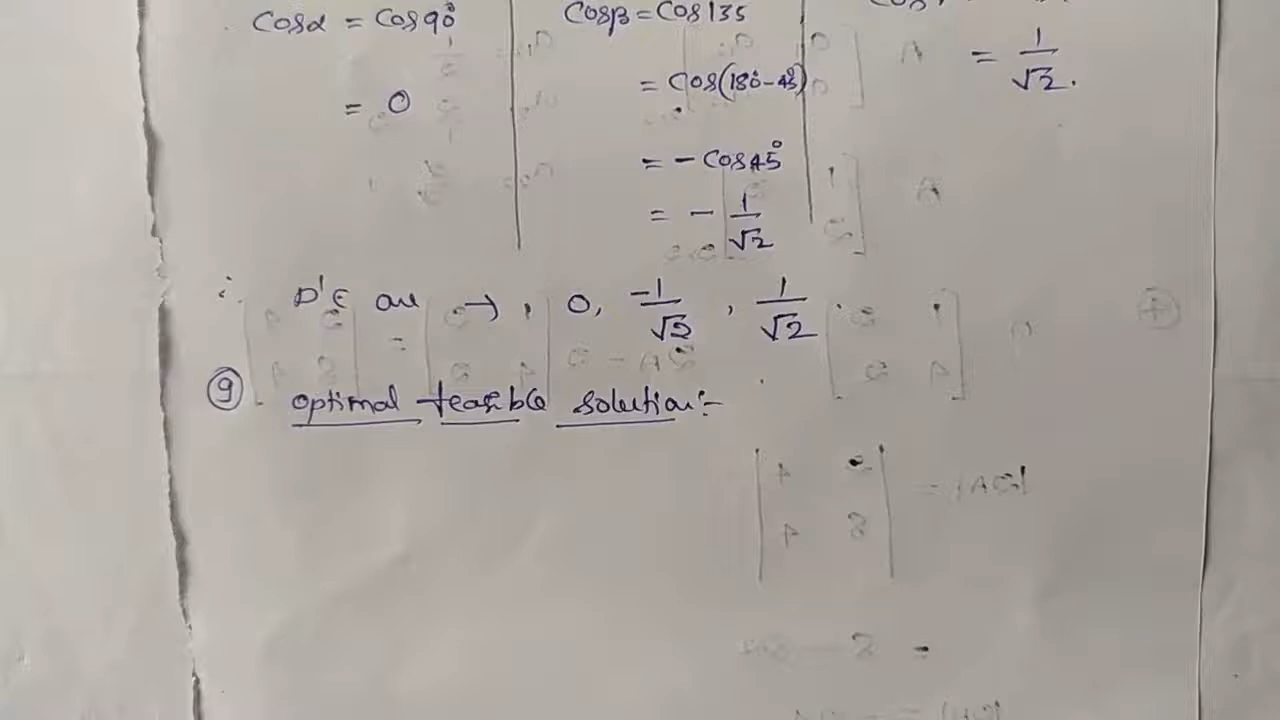 Cosα = Cos90°
= 0
Cosβ = Cos135
= Cos(180°-45°)
= - Cos45°
= - 1/√2
= 1/√2.
∴ D'c are → , 0, -1/√2 , 1/√2 .
⑨ optimal feasible solution:-